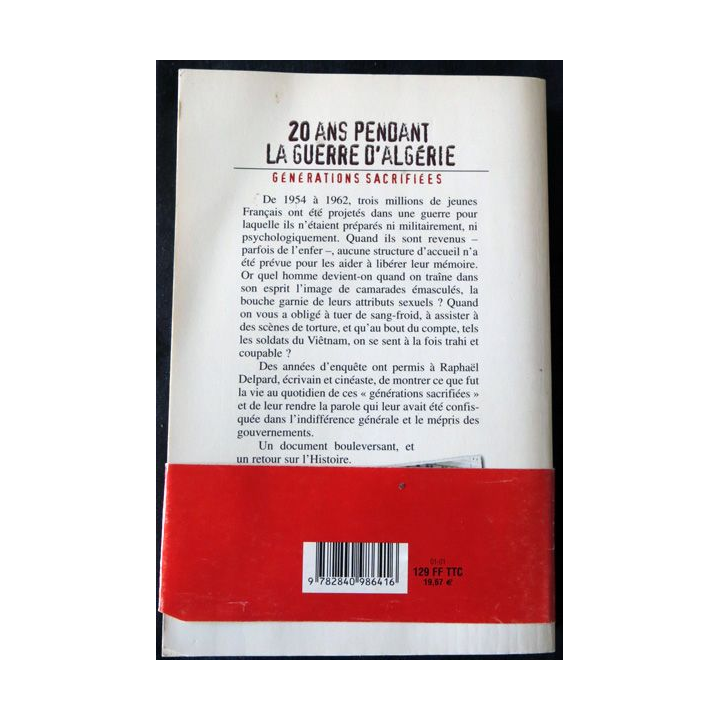 20 ANS PENDANT
LA GUERRE D'ALGÉRIE
GÉNÉRATIONS SACRIFIÉES
De 1954 à 1962, trois millions de jeunes
Français ont été projetés dans une guerre pour
laquelle ils n'étaient préparés ni militairement, ni
psychologiquement. Quand ils sont revenus –
parfois de l'enfer –, aucune structure d'accueil n'a
été prévue pour les aider à libérer leur mémoire.
Or quel homme devient-on quand on traîne dans
son esprit l'image de camarades émasculés, la
bouche garnie de leurs attributs sexuels ? Quand
on vous a obligé à tuer de sang-froid, à assister à
des scènes de torture, et qu'au bout du compte, tels
les soldats du Viêtnam, on se sent à la fois trahi et
coupable ?
Des années d'enquête ont permis à Raphaël
Delpard, écrivain et cinéaste, de montrer ce que fut
la vie au quotidien de ces « générations sacrifiées »
et de leur rendre la parole qui leur avait été confis-
quée dans l'indifférence générale et le mépris des
gouvernements.
Un document bouleversant, et
un retour sur l'Histoire.
01-01
129 FF TTC
19,67 €
9 782840 986416